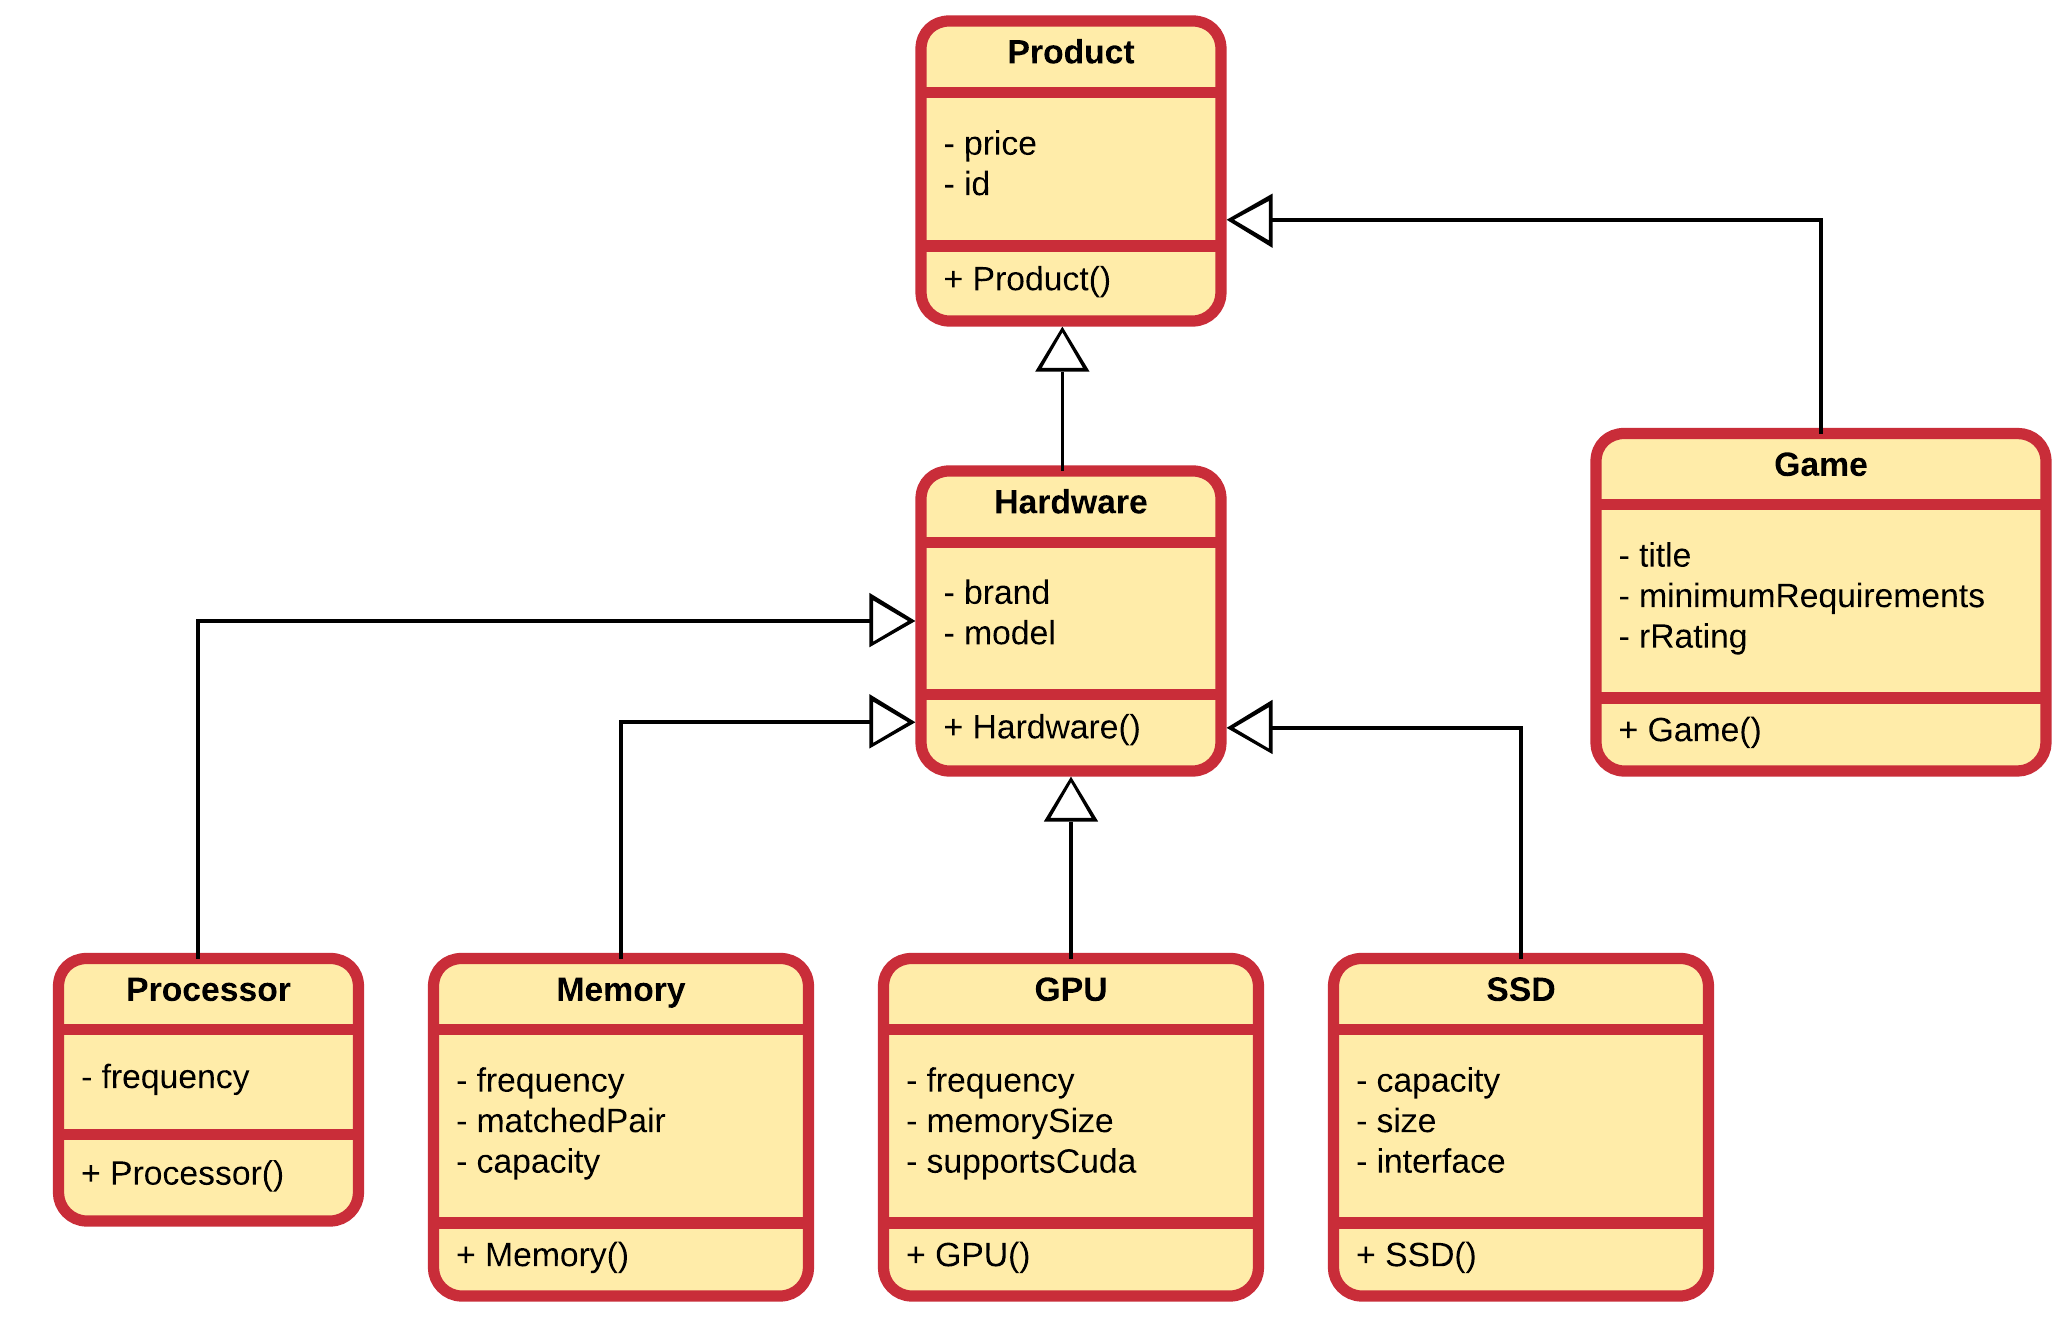 Product
- price
- id
+ Product()
Hardware
- brand
- model
+ Hardware()
Game
- title
- minimumRequirements
- rRating
+ Game()
Processor
- frequency
+ Processor()
Memory
- frequency
- matchedPair
- capacity
+ Memory()
GPU
- frequency
- memorySize
- supportsCuda
+ GPU()
SSD
- capacity
- size
- interface
+ SSD()